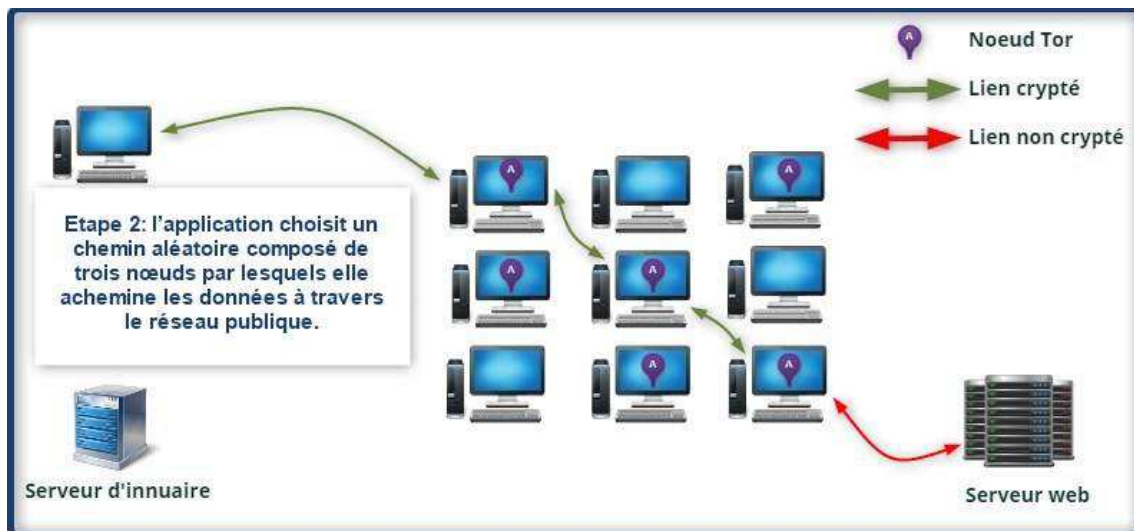 Noeud Tor
Lien crypté
Lien non crypté
Etape 2: l'application choisit un
chemin aléatoire composé de
trois nœuds par lesquels elle
achemine les données à travers
le réseau publique.
A
A
A
A
A
A
Serveur d'innuaire
Serveur web